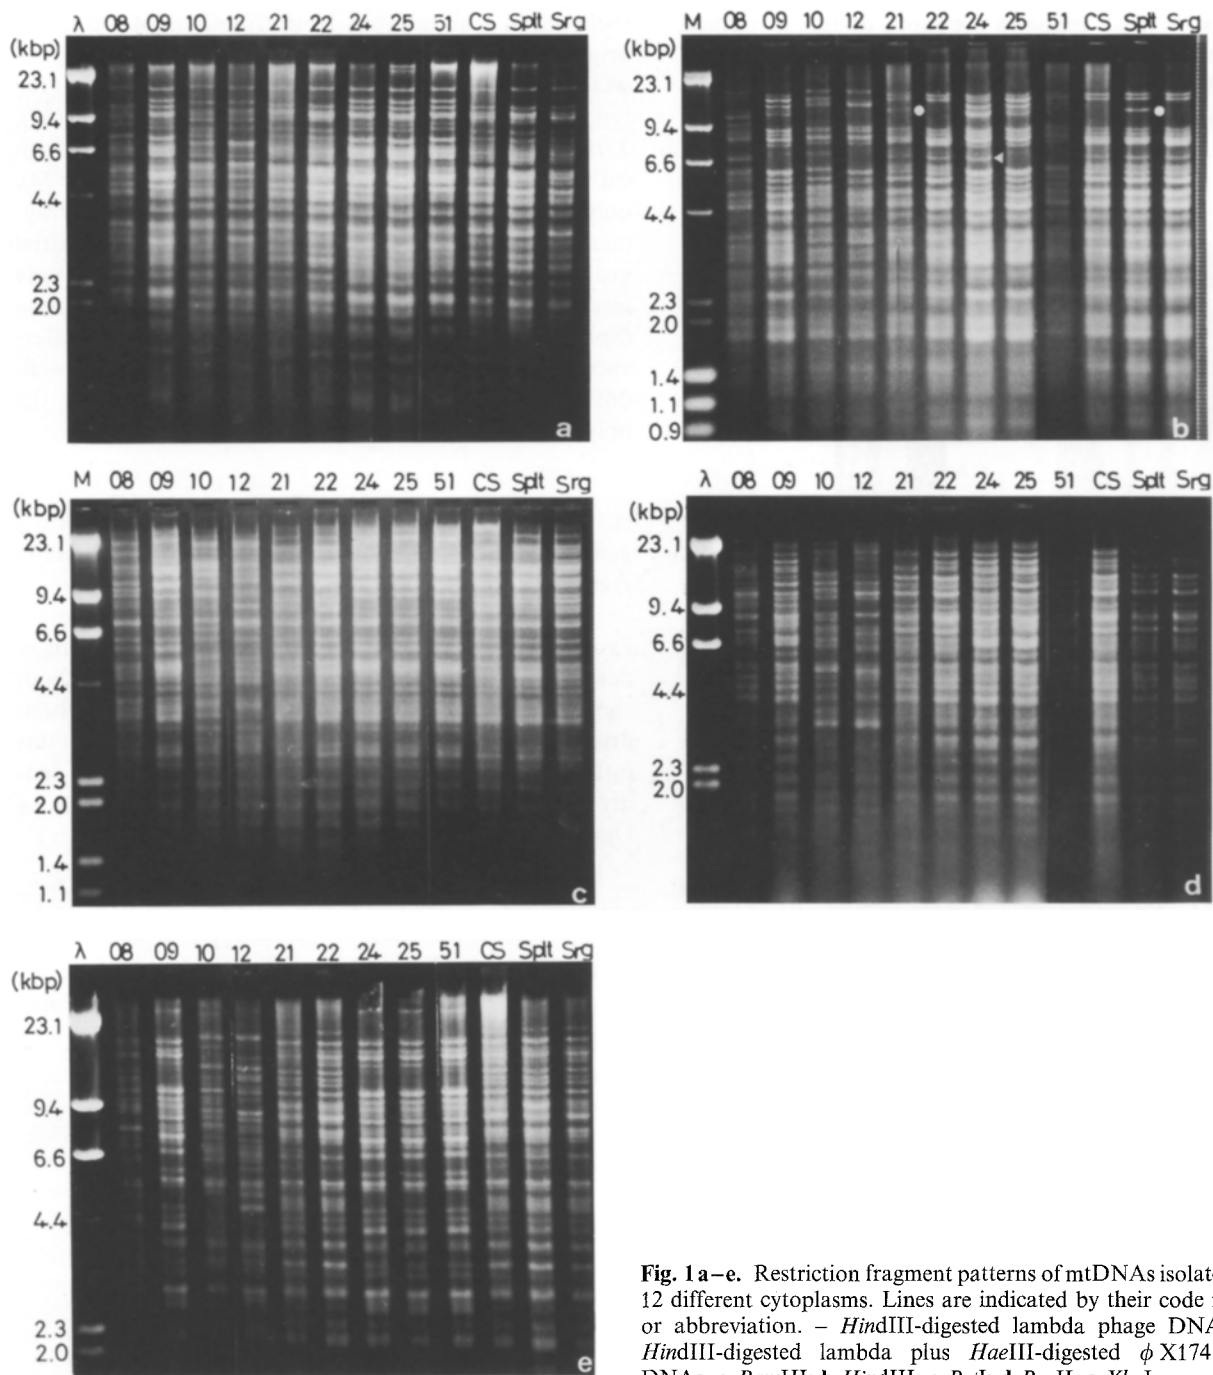 λ 08 09 10 12 21 22 24 25 51 CS Splt Srg
(kbp)
23.1
9.4
6.6
4.4
2.3
2.0
a
M 08 09 10 12 21 22 24 25 51 CS Splt Srg
(kbp)
23.1
9.4
6.6
4.4
2.3
2.0
1.4
1.1
0.9
b
M 08 09 10 12 21 22 24 25 51 CS Splt Srg
(kbp)
23.1
9.4
6.6
4.4
2.3
2.0
1.4
1.1
c
λ 08 09 10 12 21 22 24 25 51 CS Splt Srg
(kbp)
23.1
9.4
6.6
4.4
2.3
2.0
d
λ 08 09 10 12 21 22 24 25 51 CS Splt Srg
(kbp)
23.1
9.4
6.6
4.4
2.3
2.0
e
Fig. 1 a–e. Restriction fragment patterns of mtDNAs isolat
12 different cytoplasms. Lines are indicated by their code
or abbreviation. – HindIII-digested lambda phage DNA
HindIII-digested lambda plus HaeIII-digested ϕ X174